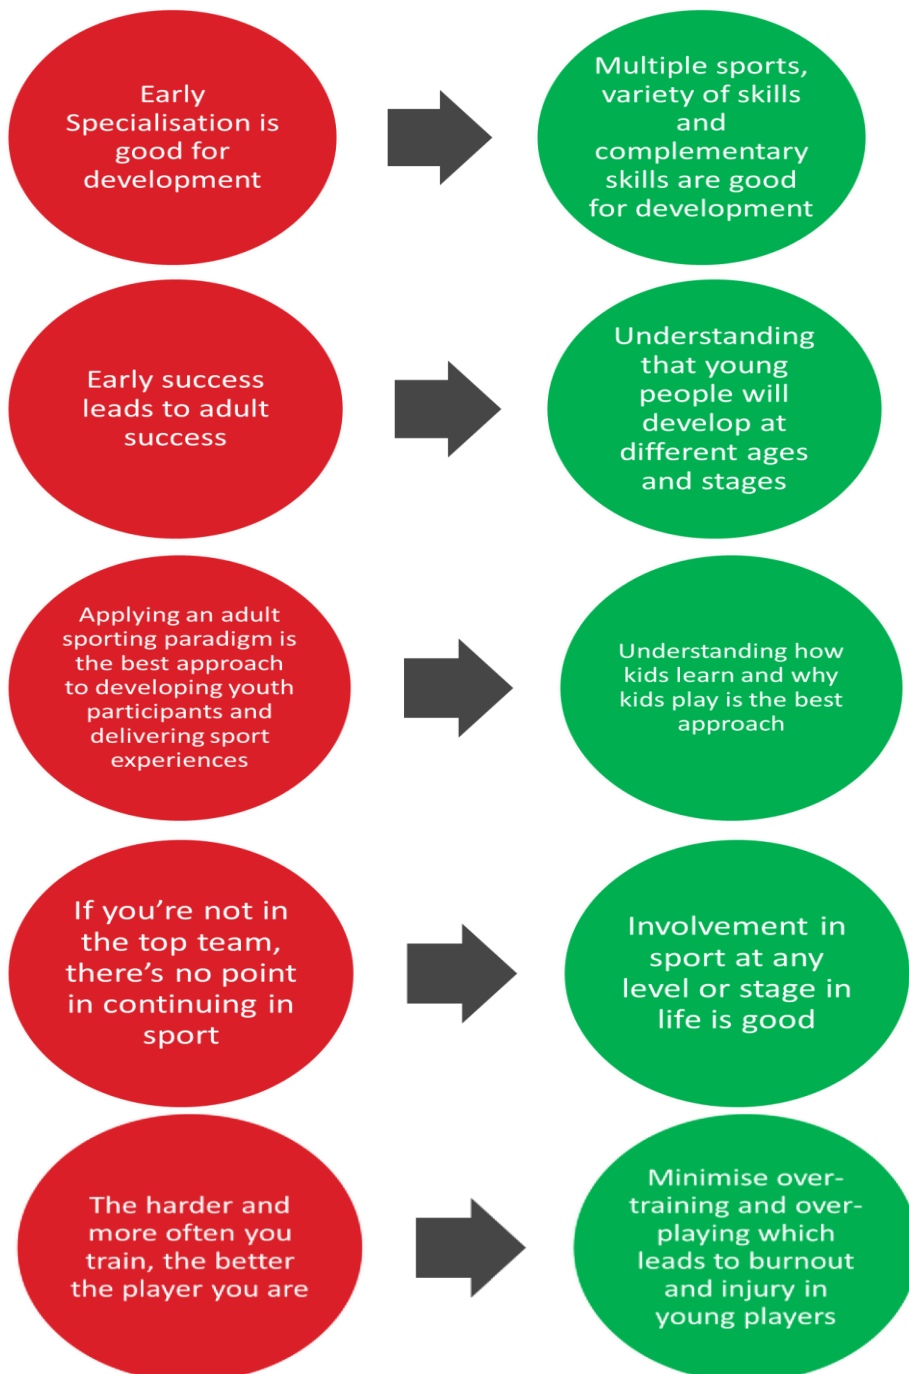 Early
Specialisation is
good for
development
Multiple sports,
variety of skills
and
complementary
skills are good
for development
Early success
leads to adult
success
Understanding
that young
people will
develop at
different ages
and stages
Applying an adult
sporting paradigm is
the best approach
to developing youth
participants and
delivering sport
experiences
Understanding how
kids learn and why
kids play is the best
approach
If you’re not in
the top team,
there’s no point
in continuing in
sport
Involvement in
sport at any
level or stage in
life is good
The harder and
more often you
train, the better
the player you are
Minimise over-
training and over-
playing which
leads to burnout
and injury in
young players